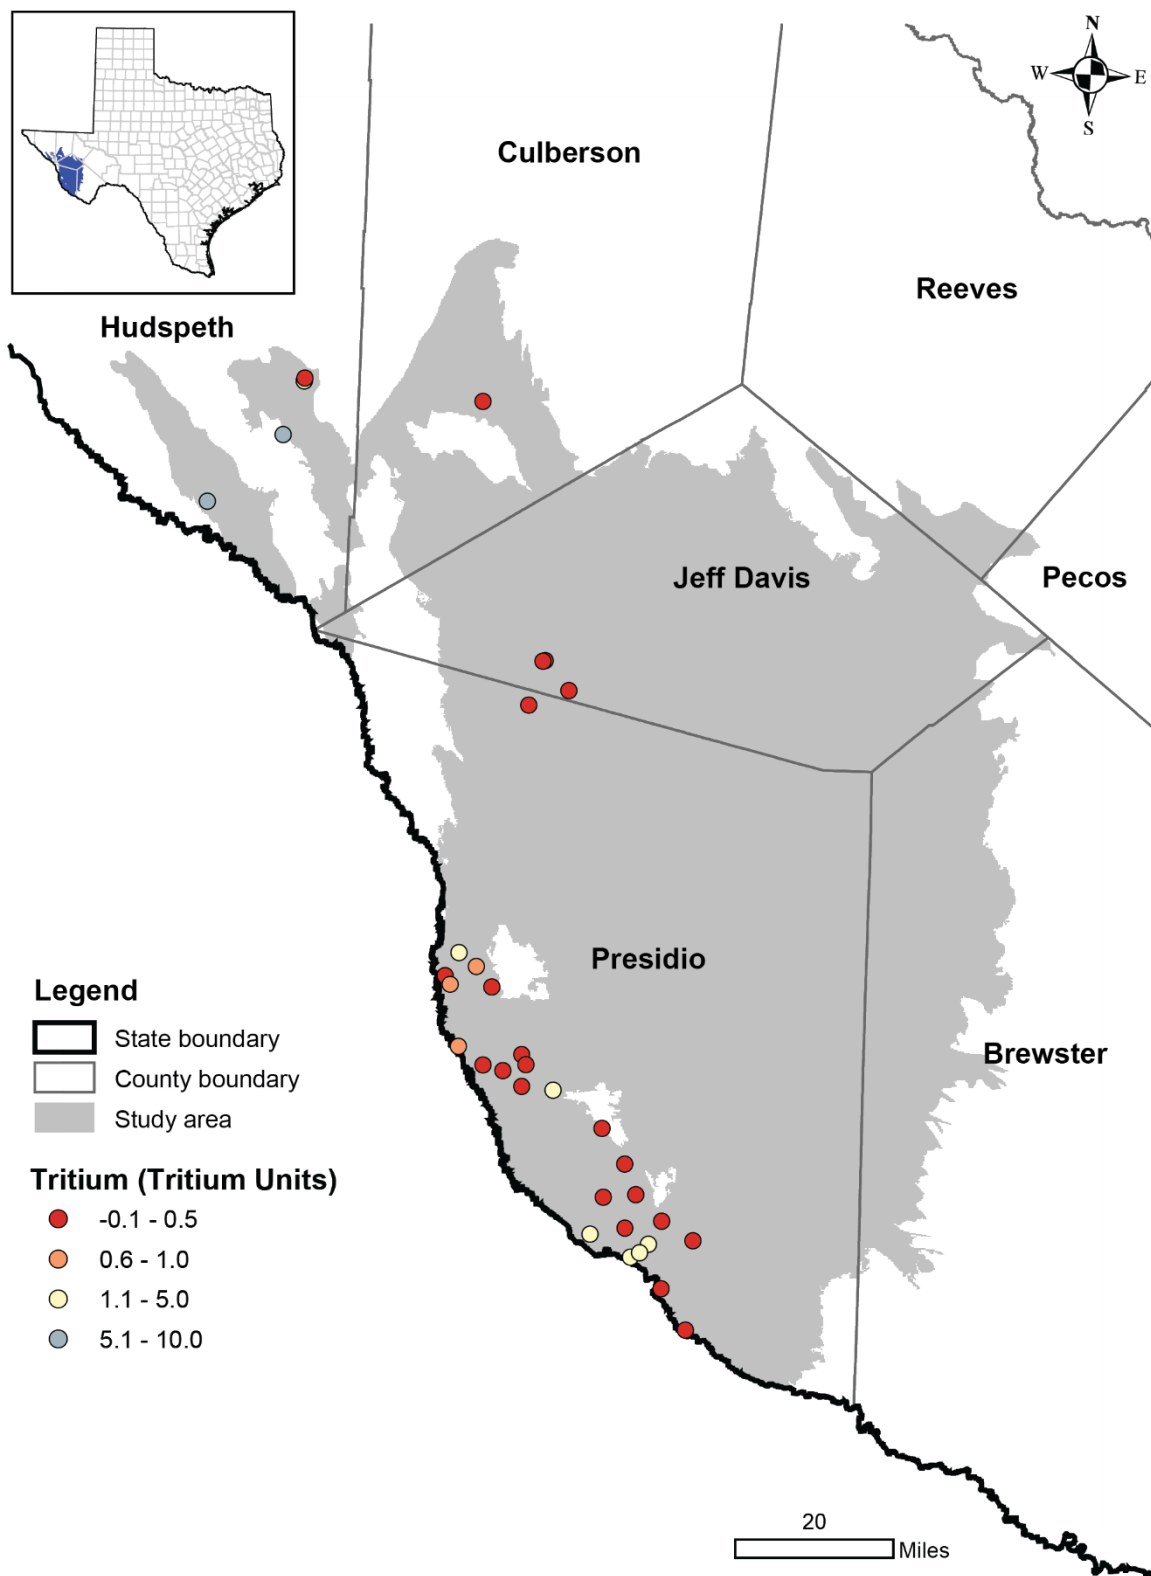 N
W
E
S
Culberson
Reeves
Hudspeth
Jeff Davis
Pecos
Presidio
Brewster
Legend
State boundary
County boundary
Study area
Tritium (Tritium Units)
-0.1 - 0.5
0.6 - 1.0
1.1 - 5.0
5.1 - 10.0
20
Miles